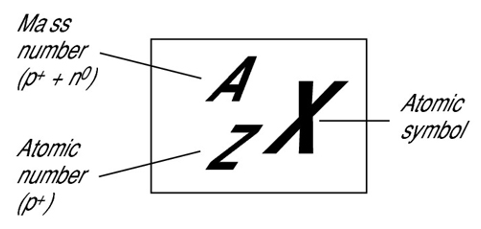 Mass
number
(p⁺ + n⁰)
A
X
Z
Atomic
symbol
Atomic
number
(p⁺)